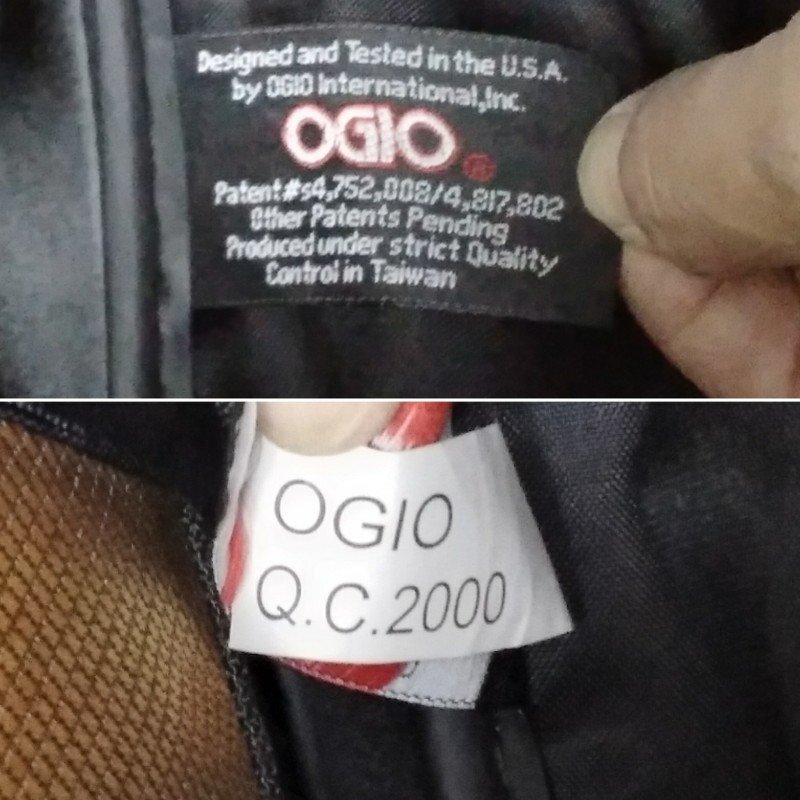 Designed and Tested in the U.S.A.
by OGIO International,Inc.
OGIO®
Patent#s4,752,008/4,817,802
Other Patents Pending
Produced under strict Quality
Control in Taiwan
OGIO
Q.C.2000